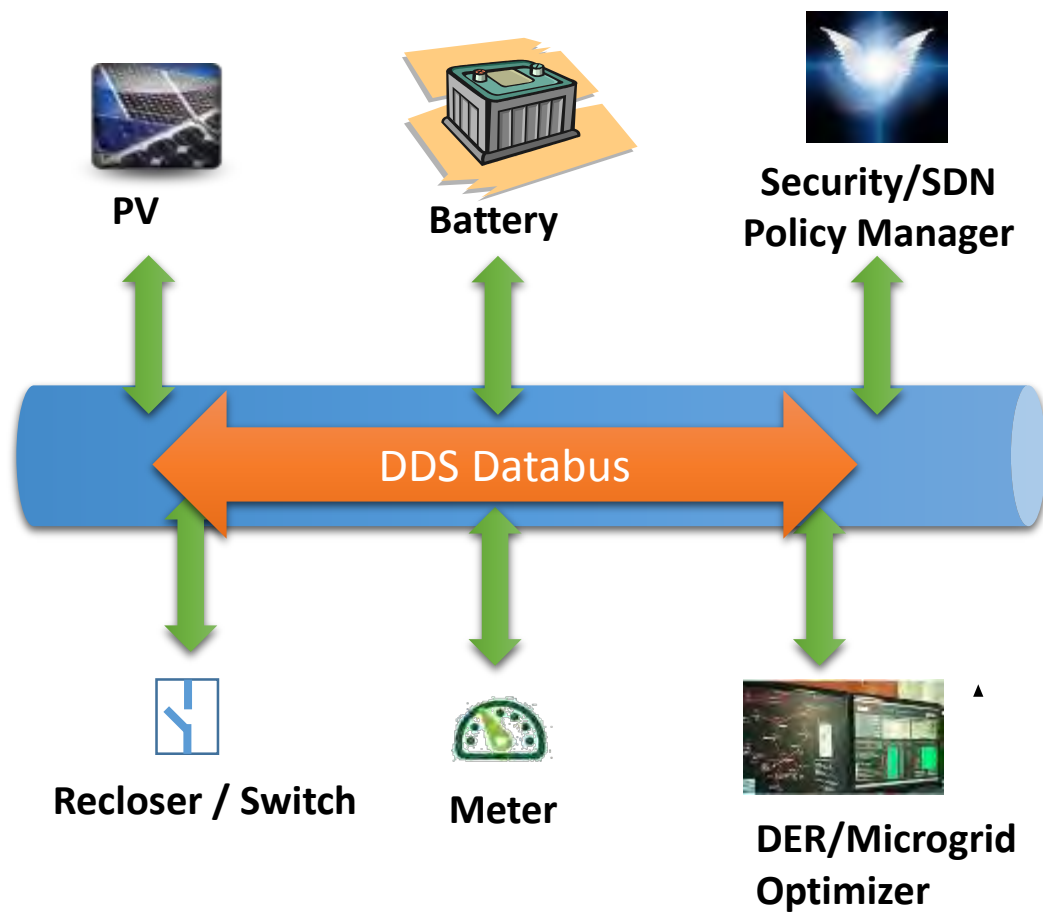 PV
Battery
Security/SDN
Policy Manager
DDS Databus
Recloser / Switch
Meter
DER/Microgrid
Optimizer